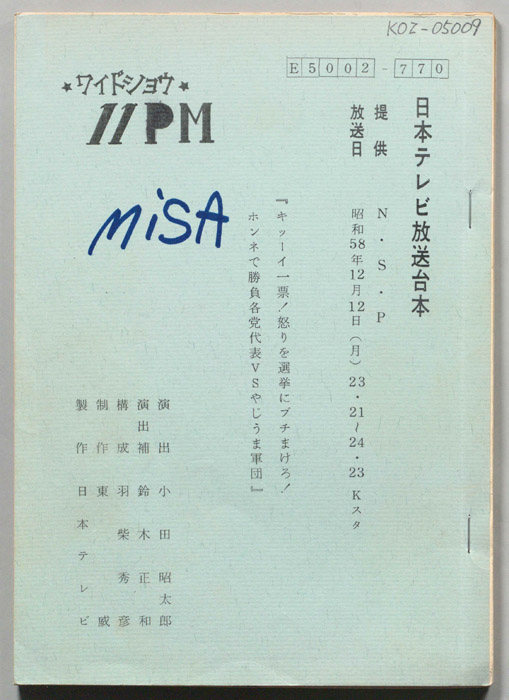 KOZ-05009
E5002-770
★ワイドショウ★
11PM
MiSA
日本テレビ放送台本
提供 N・S・P
放送日 昭和58年12月12日(月) 23・21〜24・23 Kスタ
『キッーイ一票!怒りを選挙にブチまけろ!
ホンネで勝負各党代表VSやじうま軍団』
演出 小田昭太郎
演出補 鈴木正和
構成 羽柴秀彦
制作 東威
製作 日本テレビ